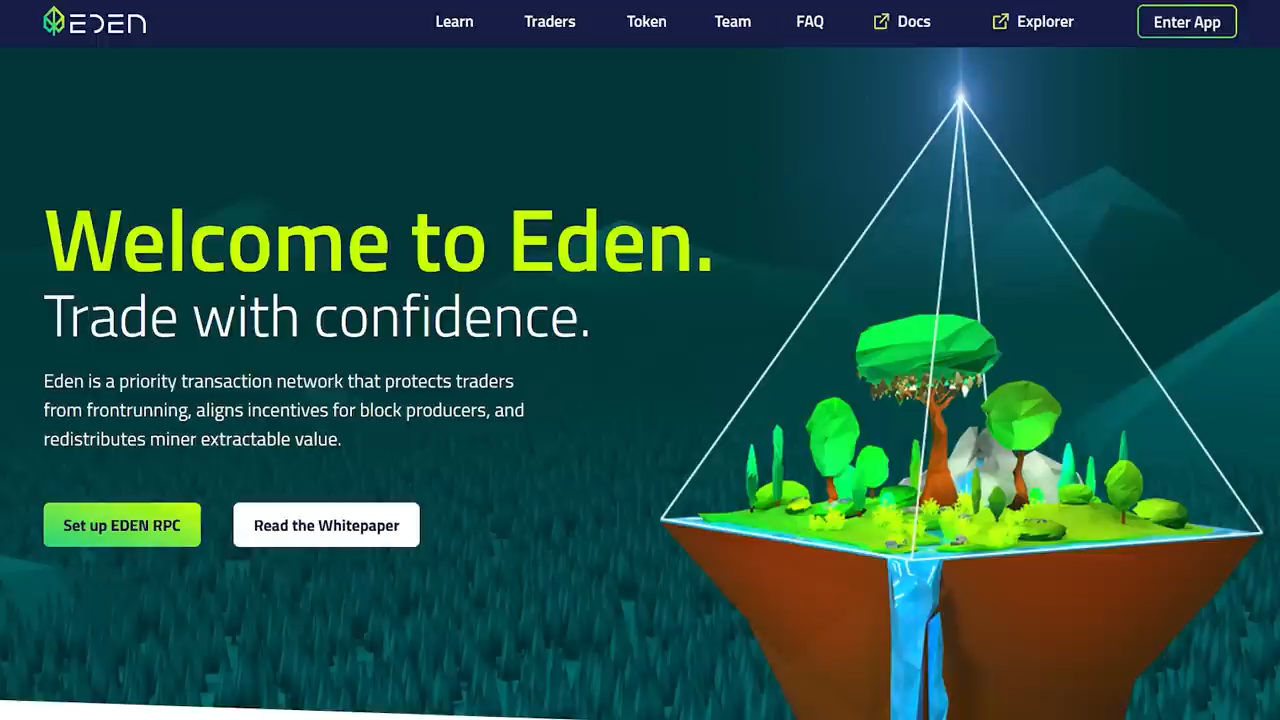 EDEN
Learn
Traders
Token
Team
FAQ
Docs
Explorer
Enter App
Welcome to Eden.
Trade with confidence.
Eden is a priority transaction network that protects traders
from frontrunning, aligns incentives for block producers, and
redistributes miner extractable value.
Set up EDEN RPC
Read the Whitepaper